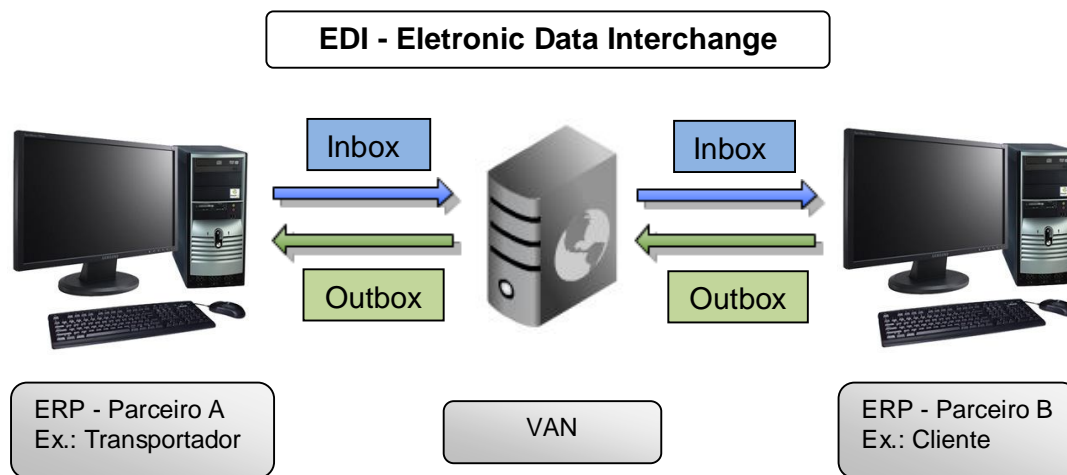 EDI - Eletronic Data Interchange
Inbox
Inbox
Outbox
Outbox
ERP - Parceiro A
Ex.: Transportador
VAN
ERP - Parceiro B
Ex.: Cliente